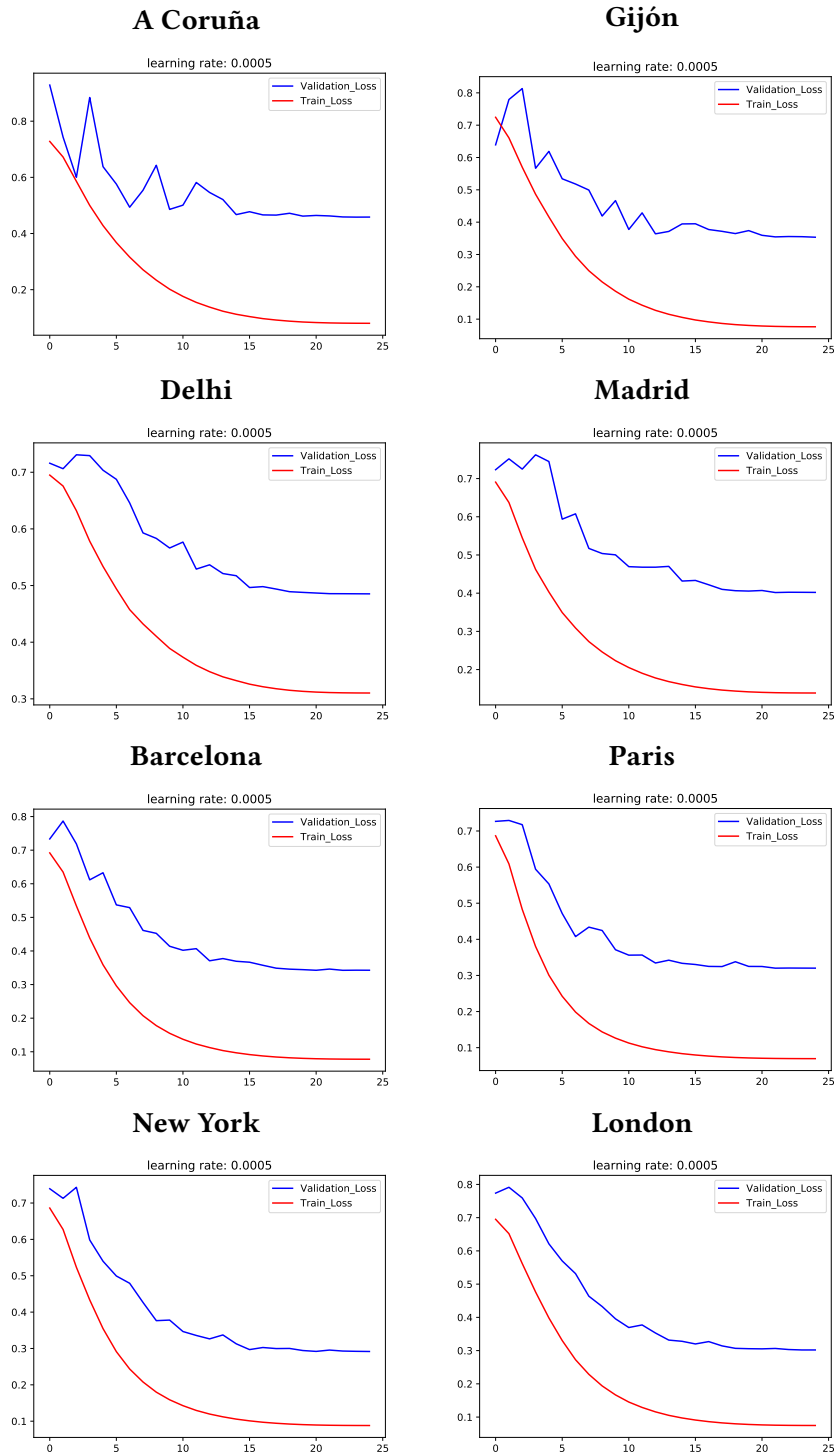 A Coruña
learning rate: 0.0005
Validation_Loss
Train_Loss
0.8
0.6
0.4
0.2
0 5 10 15 20 25
Gijón
learning rate: 0.0005
Validation_Loss
Train_Loss
0.8
0.7
0.6
0.5
0.4
0.3
0.2
0.1
0 5 10 15 20 25
Delhi
learning rate: 0.0005
Validation_Loss
Train_Loss
0.7
0.6
0.5
0.4
0.3
0 5 10 15 20 25
Madrid
learning rate: 0.0005
Validation_Loss
Train_Loss
0.7
0.6
0.5
0.4
0.3
0.2
0 5 10 15 20 25
Barcelona
learning rate: 0.0005
Validation_Loss
Train_Loss
0.8
0.7
0.6
0.5
0.4
0.3
0.2
0.1
0 5 10 15 20 25
Paris
learning rate: 0.0005
Validation_Loss
Train_Loss
0.7
0.6
0.5
0.4
0.3
0.2
0.1
0 5 10 15 20 25
New York
learning rate: 0.0005
Validation_Loss
Train_Loss
0.7
0.6
0.5
0.4
0.3
0.2
0.1
0 5 10 15 20 25
London
learning rate: 0.0005
Validation_Loss
Train_Loss
0.8
0.7
0.6
0.5
0.4
0.3
0.2
0.1
0 5 10 15 20 25